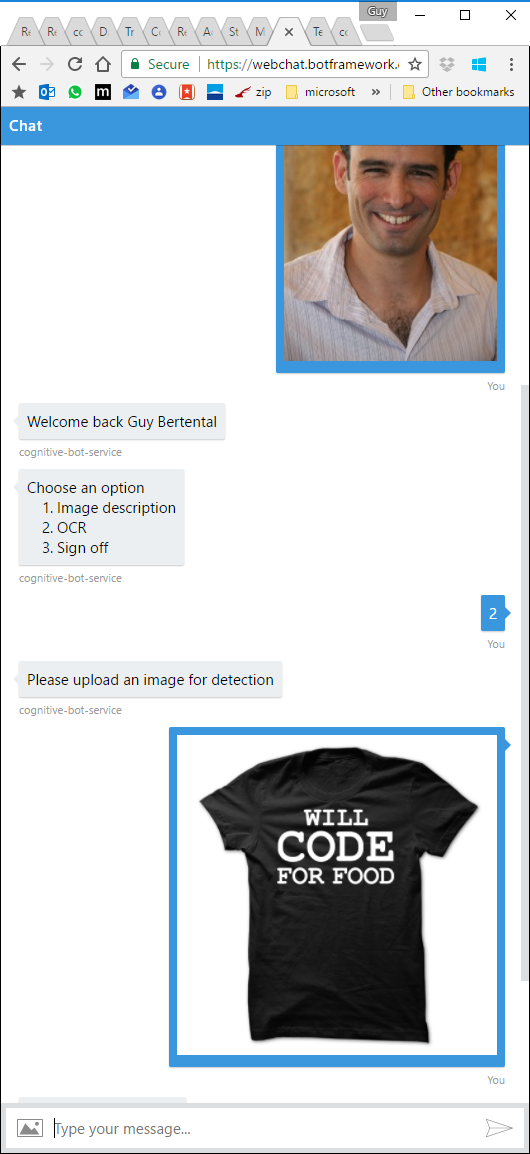 Guy
Re
Re
cc
D
Tr
Cc
Re
A
St
M
Te
cc
Secure
https://webchat.botframework.
zip
microsoft
»
Other bookmarks
Chat
You
Welcome back Guy Bertental
cognitive-bot-service
Choose an option
1. Image description
2. OCR
3. Sign off
cognitive-bot-service
2
You
Please upload an image for detection
cognitive-bot-service
WILL
CODE
FOR FOOD
You
Type your message...